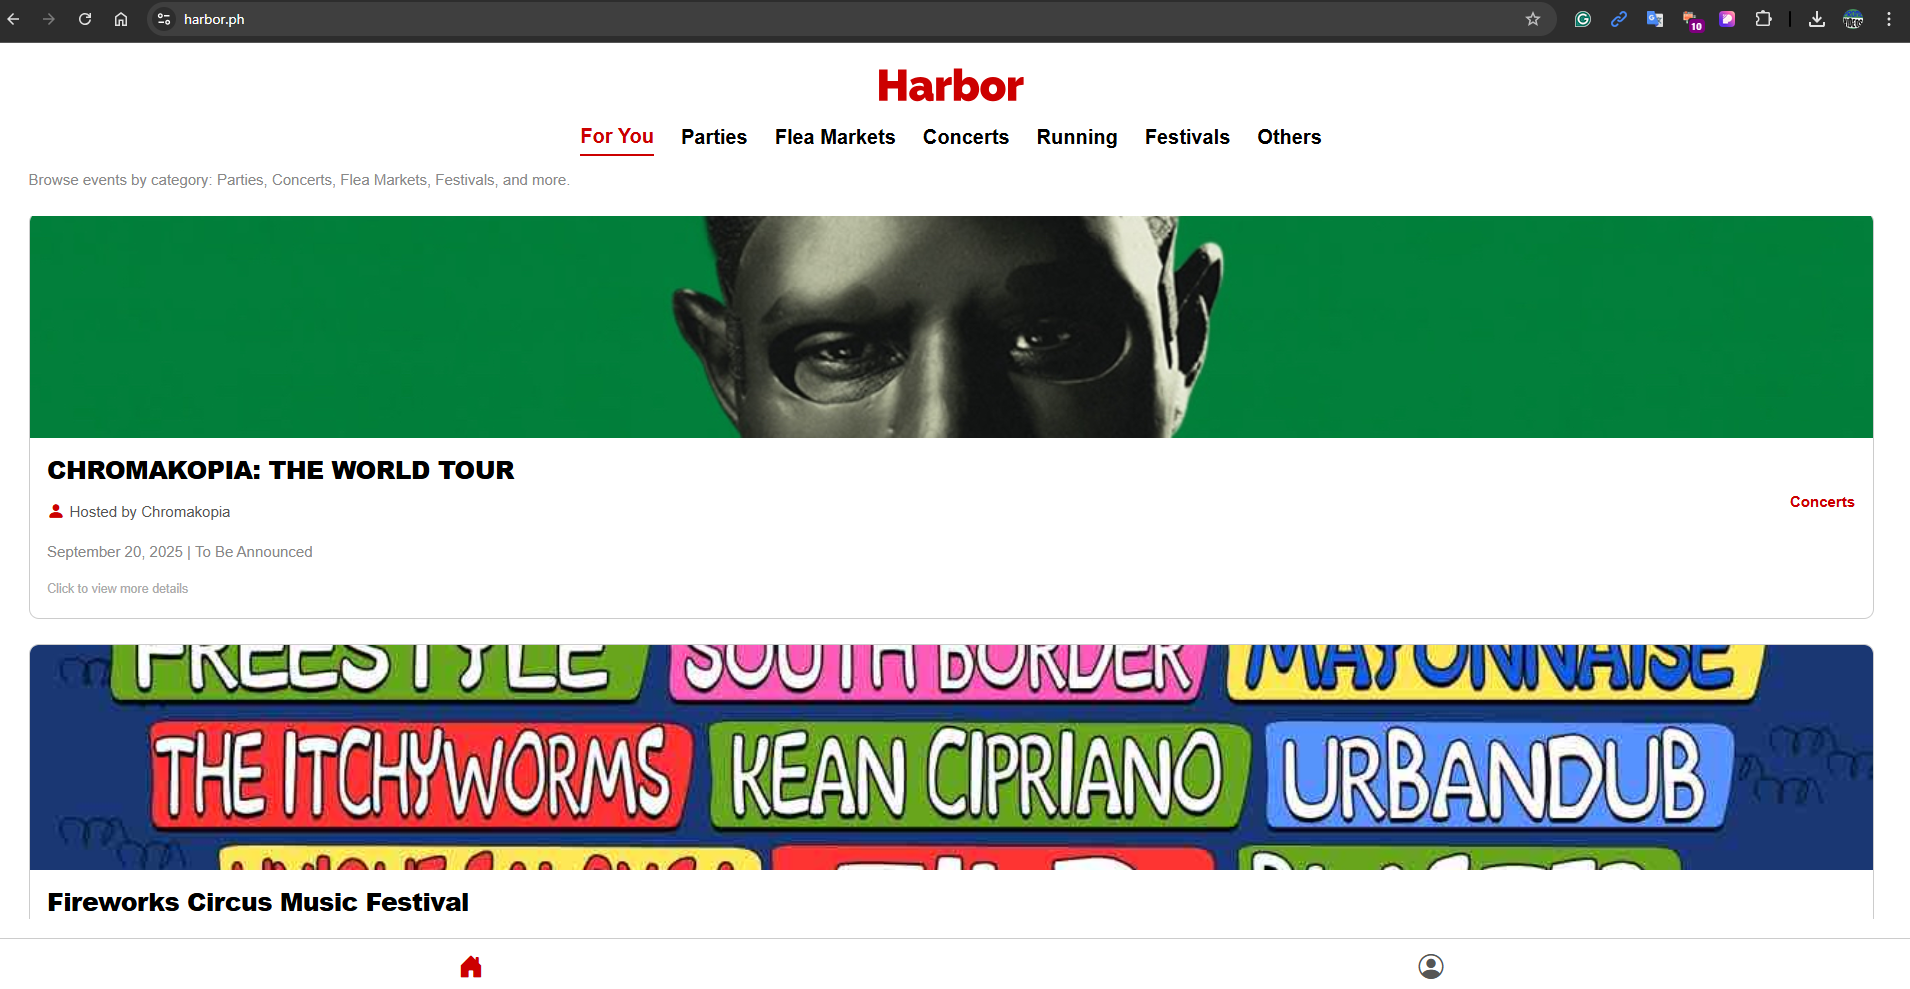 harbor.ph
10
Harbor
For You Parties Flea Markets Concerts Running Festivals Others
Browse events by category: Parties, Concerts, Flea Markets, Festivals, and more.
CHROMAKOPIA: THE WORLD TOUR
Hosted by Chromakopia
Concerts
September 20, 2025 | To Be Announced
Click to view more details
FREESTYLE SOUTH BORDER MAYONNAISE
THE ITCHYWORMS KEAN CIPRIANO URBANDUB
Fireworks Circus Music Festival